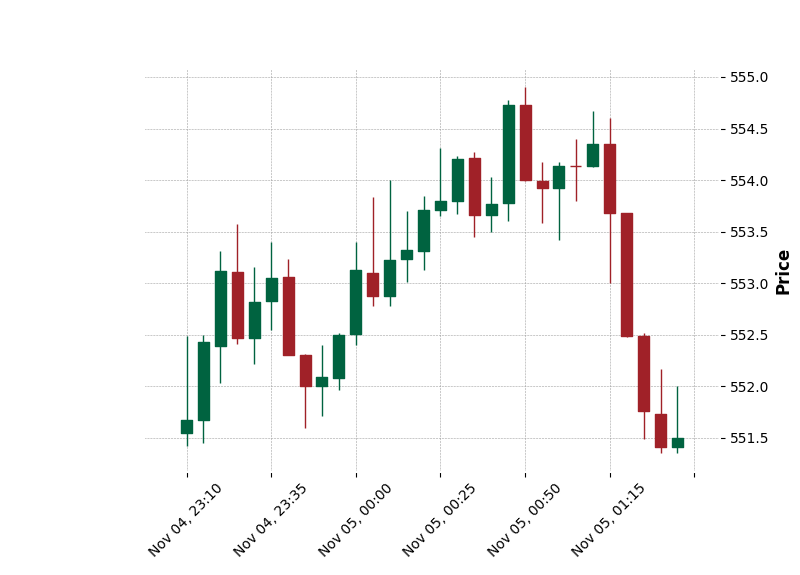 555.0
554.5
554.0
553.5
553.0
552.5
552.0
551.5
Price
Nov 04, 23:10
Nov 04, 23:35
Nov 05, 00:00
Nov 05, 00:25
Nov 05, 00:50
Nov 05, 01:15